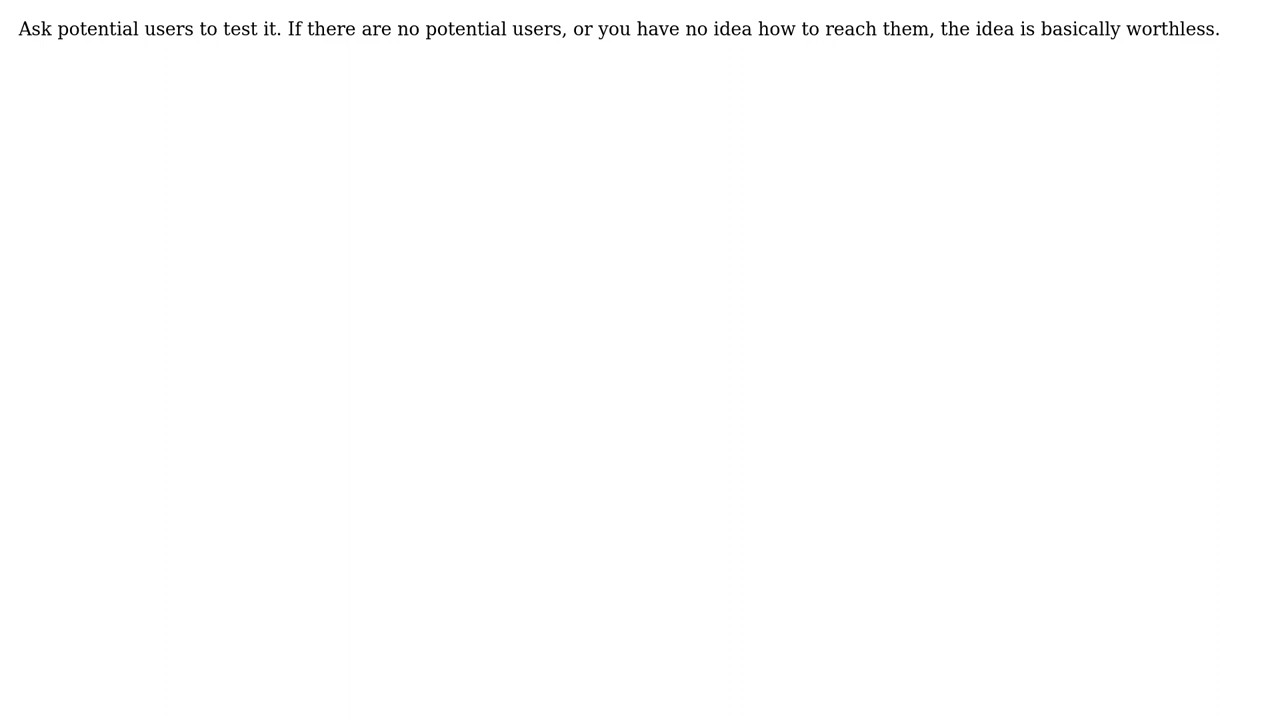 Ask potential users to test it. If there are no potential users, or you have no idea how to reach them, the idea is basically worthless.